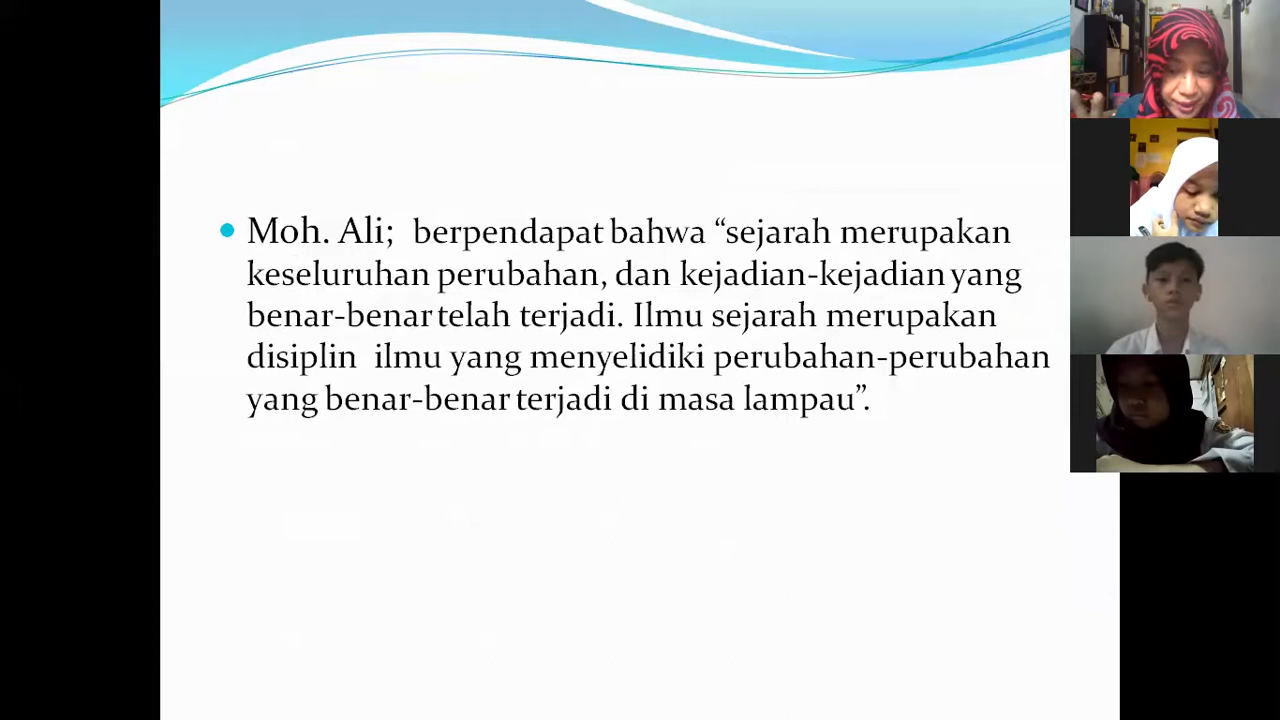 Moh. Ali; berpendapat bahwa “sejarah merupakan
keseluruhan perubahan, dan kejadian-kejadian yang
benar-benar telah terjadi. Ilmu sejarah merupakan
disiplin ilmu yang menyelidiki perubahan-perubahan
yang benar-benar terjadi di masa lampau”.